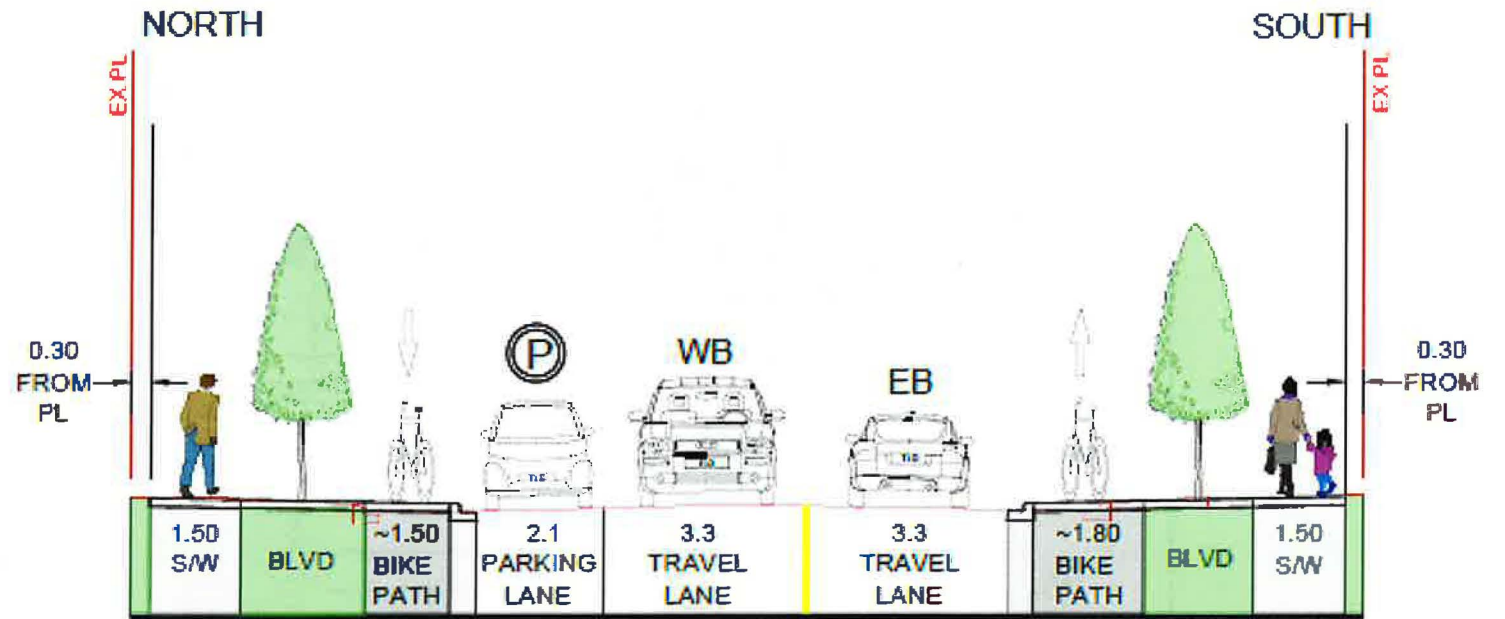 NORTH
SOUTH
EX PL
EX PL
P
WB
EB
0.30
FROM
PL
0.30
FROM
PL
1.50
S/W
BLVD
~1.50
BIKE
PATH
2.1
PARKING
LANE
3.3
TRAVEL
LANE
3.3
TRAVEL
LANE
~1.80
BIKE
PATH
BLVD
1.50
S/W